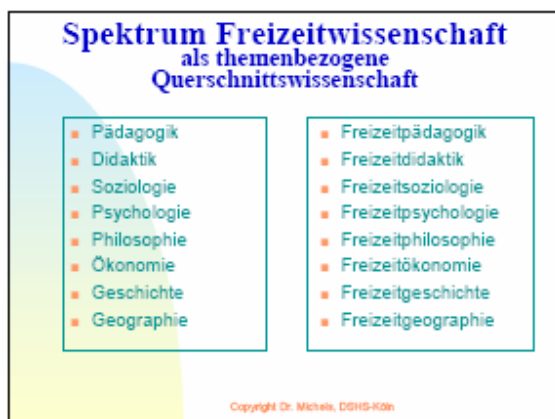 Spektrum Freizeitwissenschaft
als themenbezogene
Querschnittswissenschaft
Pädagogik
Didaktik
Soziologie
Psychologie
Philosophie
Ökonomie
Geschichte
Geographie
Freizeitpädagogik
Freizeitdidaktik
Freizeitsoziologie
Freizeitpsychologie
Freizeitphilosophie
Freizeitökonomie
Freizeitgeschichte
Freizeitgeographie
Copyright Dr. Michels, DSHS-Köln